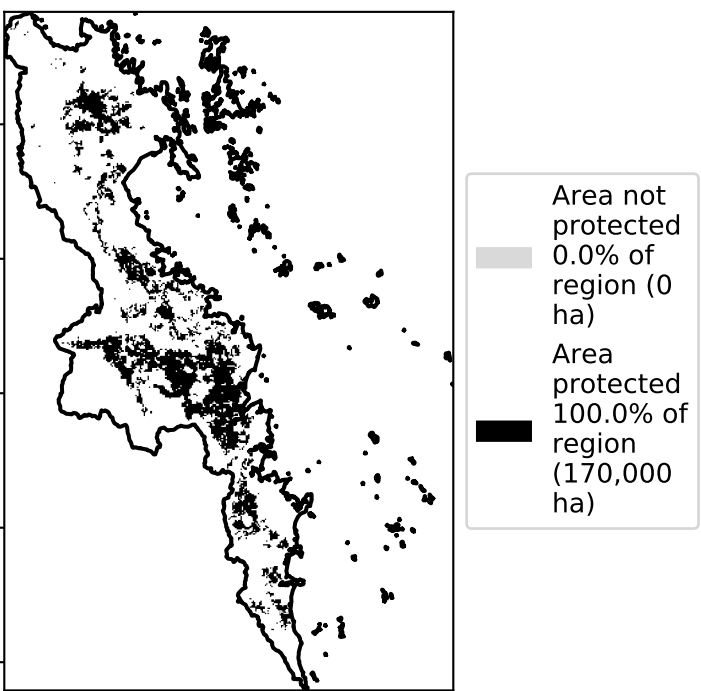 Area not
protected
0.0% of
region (0
ha)
Area
protected
100.0% of
region
(170,000
ha)